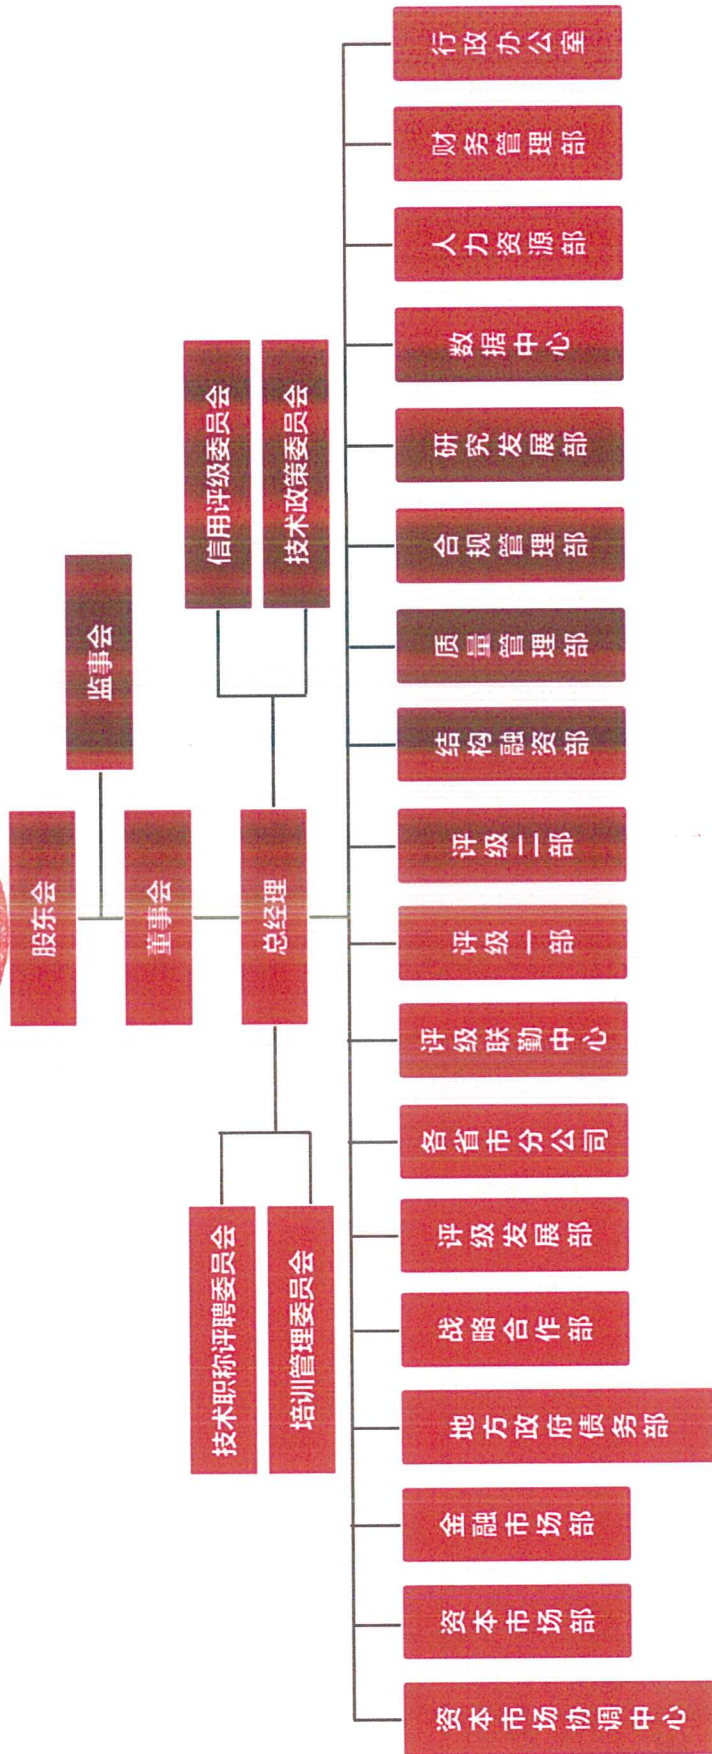 股东会
监事会
董事会
总经理
技术职称评聘委员会
培训管理委员会
信用评级委员会
技术政策委员会
资本市场协调中心
资本市场部
金融市场部
地方政府债务部
战略合作部
评级发展部
各省市分公司
评级联勤中心
评级一部
评级二部
结构融资部
质量管理部
合规管理部
研究发展部
数据中心
人力资源部
财务管理部
行政办公室